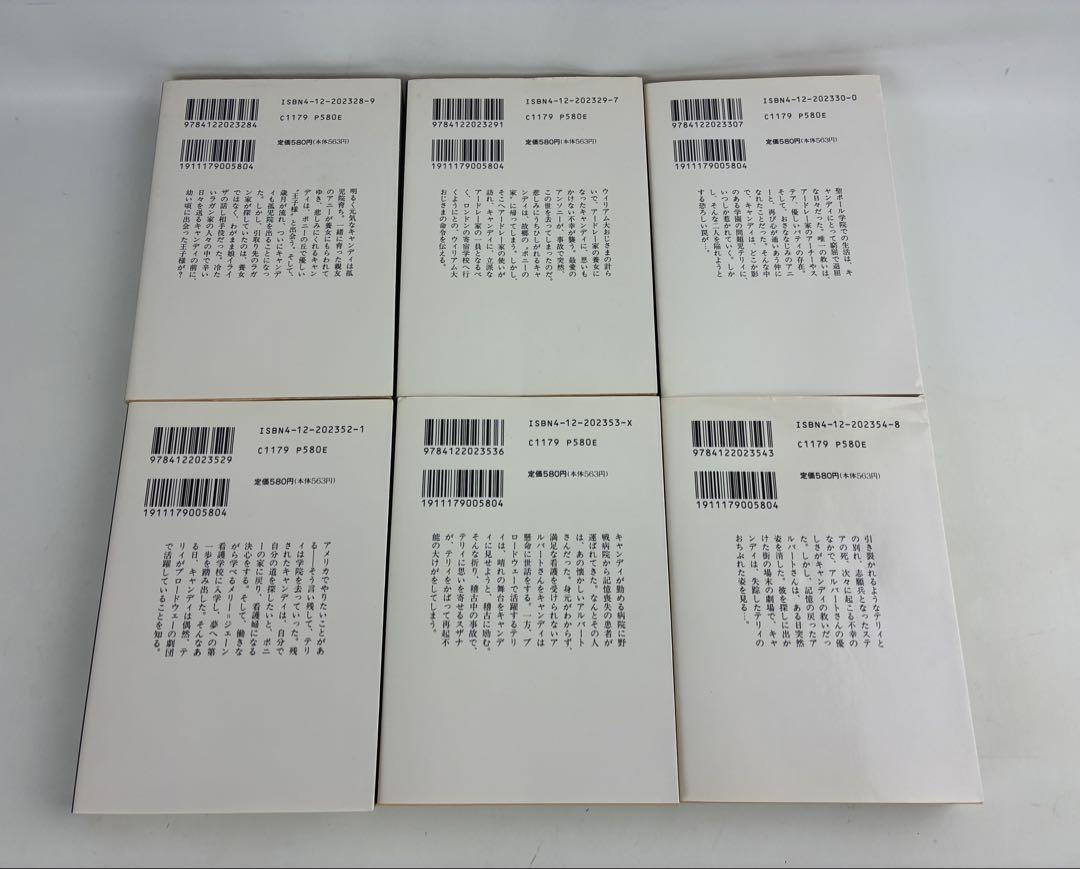 ISBN4-12-202328-9
9784122023284
C1179 P580E
定価580円(本体563円)
1911179005804
明るく元気なキャンディは孤
児院育ち。一緒に育った親友
のアニーが養女にもらわれて
ゆき、悲しみにくれるキャン
ディは、ポニーの丘で優しい
〝王子様〟と出会う。そして、
歳月が流れ、やがてキャンデ
ィも孤児院を出ることになっ
た。しかし、引取り先のラガ
ン家が探していたのは、養女
ではなく、わがまま娘イライ
ザの話し相手役だった。冷た
いラガン家の人々の中で辛い
日々を送るキャンディの前に、
幼い頃に出会った王子様が?
ISBN4-12-202329-7
9784122023291
C1179 P580E
定価580円(本体563円)
1911179005804
ウィリアム大おじさまの計ら
いで、アードレー家の養女に
なったキャンディに、思いも
かけない不幸が襲う。最愛の
アンソニーが、事故で突然、
この世を去ってしまったのだ。
悲しみにうちひしがれるキャ
ンディは、故郷の〝ポニーの
家〟に帰ってしまう。しかし、
そこへアードレー家の使いが
訪れ、キャンディに、立派な
アードレー家の一員となるべ
く、ロンドンの寄宿学校へ行
くようにとの、ウィリアム大
おじさまの命令を伝える。
ISBN4-12-202330-0
9784122023307
C1179 P580E
定価580円(本体563円)
1911179005804
聖ポール学院での生活は、キ
ャンディにとって窮屈で退屈
な日々だった。唯一の救いは、
アードレー家のアーチーやス
テア、優しいパティの存在。
そして、おさななじみのアニ
ーと、再び心が通いあう仲に
なれたことだった。そんな中
で、キャンディは、どこか影
のある学園の問題児テリィに、
いつしか惹かれてゆく。しか
し、そんな二人を陥れようと
する恐ろしい罠が…。
ISBN4-12-202352-1
9784122023529
C1179 P580E
定価580円(本体563円)
1911179005804
アメリカでやりたいことがあ
る――そう言い残して、テリ
ィは学院を去っていった。残
されたキャンディは、自分で
自分の道を探したいと、ポニ
ーの家に戻り、看護婦になる
決心をする。そして、働きな
がら学べるメリー=ジェーン
看護学校に入学し、夢への第
一歩を踏み出した。そんなあ
る日、キャンディは偶然、テ
リィがブロードウェーの劇団
で活躍していることを知る。
ISBN4-12-202353-X
9784122023536
C1179 P580E
定価580円(本体563円)
1911179005804
キャンディが勤める病院に野
戦病院から記憶喪失の患者が
運ばれてきた。なんとその人
は、あの懐かしいアルバート
さんだった。身元がわからず、
満足な看護を受けられないア
ルバートさんをキャンディは
懸命に世話をする。一方、ブ
ロードウェーで活躍するテリ
ィは、晴れの舞台をキャンデ
ィに見せようと、稽古に励む。
そんな折り、稽古中の事故で、
テリィに思いを寄せるスザナ
が、テリィをかばって再起不
能の大けがをしてしまう。
ISBN4-12-202354-8
9784122023543
C1179 P580E
定価580円(本体563円)
1911179005804
引き裂かれるようなテリィと
の別れ、志願兵となったステ
アの死、次々に起こる不幸の
なかで、アルバートさんの優
しさがキャンディの救いだっ
た。しかし、記憶の戻ったア
ルバートさんは、ある日突然
姿を消した。彼を探しに出か
けた街の場末の劇場で、キャ
ンディは、失踪したテリィの
おちぶれた姿を見る…。